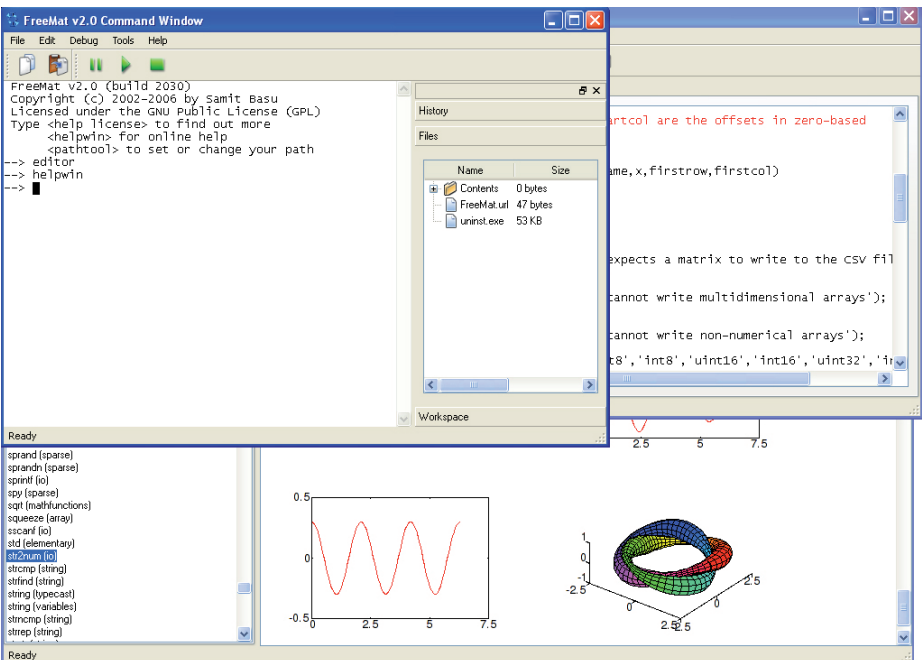 FreeMat v2.0 Command Window
File Edit Debug Tools Help
FreeMat v2.0 (build 2030)
Copyright (c) 2002-2006 by Samit Basu
Licensed under the GNU Public License (GPL)
Type <help license> to find out more
<helpwin> for online help
<pathtool> to set or change your path
--> editor
--> helpwin
-->
History
Files
Name Size
Contents 0 bytes
FreeMat.url 47 bytes
uninst.exe 53 KB
Workspace
Ready
artcol are the offsets in zero-based
ame,x,firstrow,firstcol)
expects a matrix to write to the CSV fil
cannot write multidimensional arrays');
cannot write non-numerical arrays');
t8','int8','uint16','int16','uint32','in
sprand (sparse)
sprandn (sparse)
sprintf (io)
spy (sparse)
sqrt (mathfunctions)
squeeze (array)
sscanf (io)
std (elementary)
str2num (io)
strcmp (string)
strfind (string)
string (typecast)
string (variables)
strncmp (string)
strrep (string)
Ready
2.5 5 7.5
0.5
0
-0.5
0 2.5 5 7.5
1
0
-1
-2.5
0
2.5
2.5
0
2.5